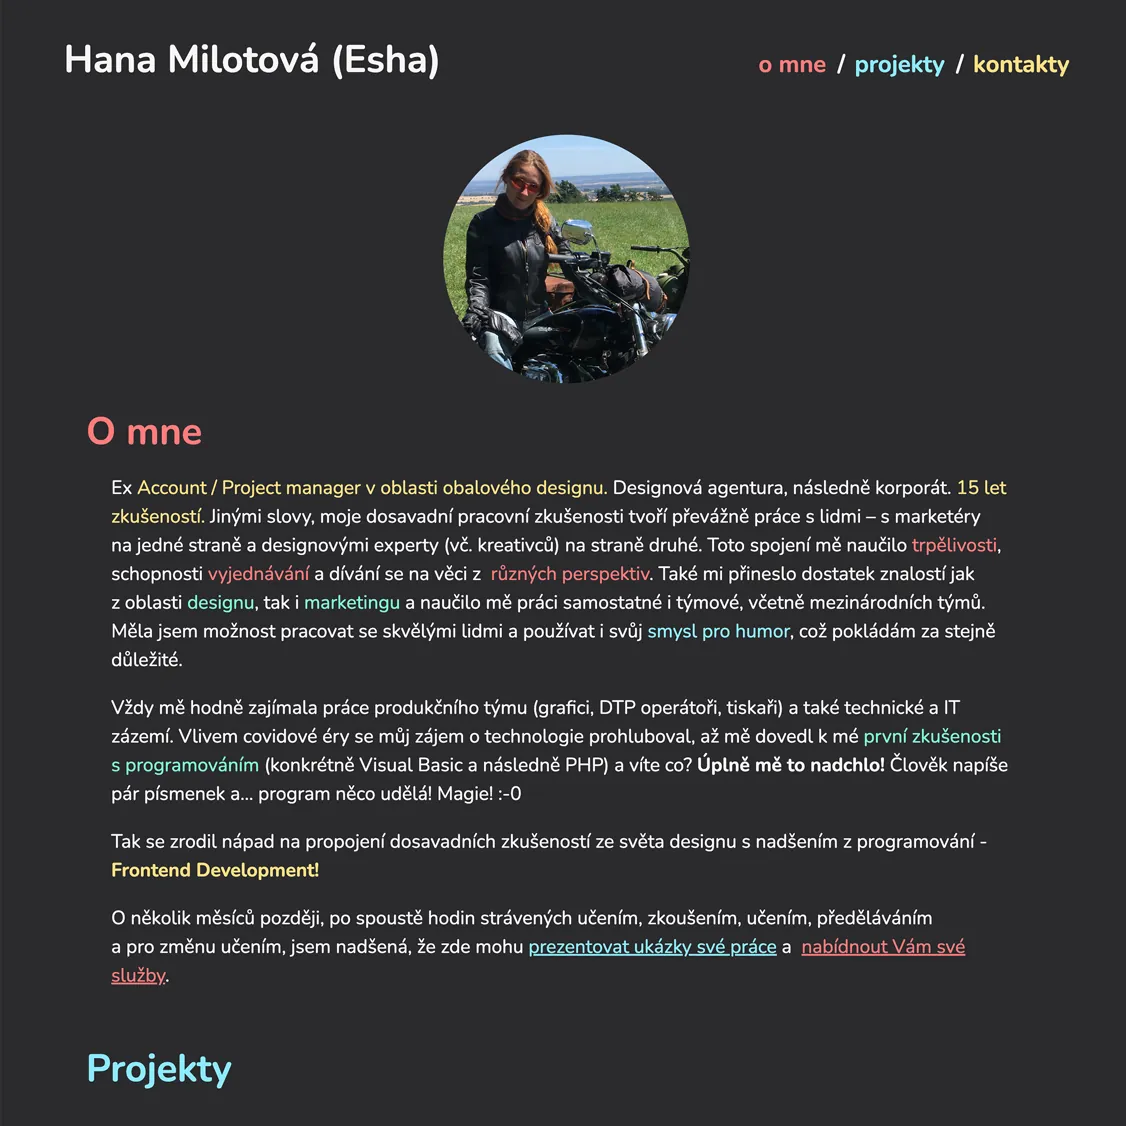 Hana Milotová (Esha)
o mne / projekty / kontakty
O mne
Ex Account / Project manager v oblasti obalového designu. Designová agentura, následně korporát. 15 let
zkušeností. Jinými slovy, moje dosavadní pracovní zkušenosti tvoří převážně práce s lidmi – s marketéry
na jedné straně a designovými experty (vč. kreativců) na straně druhé. Toto spojení mě naučilo trpělivosti,
schopnosti vyjednávání a dívání se na věci z různých perspektiv. Také mi přineslo dostatek znalostí jak
z oblasti designu, tak i marketingu a naučilo mě práci samostatné i týmové, včetně mezinárodních týmů.
Měla jsem možnost pracovat se skvělými lidmi a používat i svůj smysl pro humor, což pokládám za stejně
důležité.
Vždy mě hodně zajímala práce produkčního týmu (grafici, DTP operátoři, tiskaři) a také technické a IT
zázemí. Vlivem covidové éry se můj zájem o technologie prohluboval, až mě dovedl k mé první zkušenosti
s programováním (konkrétně Visual Basic a následně PHP) a víte co? Úplně mě to nadchlo! Člověk napíše
pár písmenek a... program něco udělá! Magie! :-0
Tak se zrodil nápad na propojení dosavadních zkušeností ze světa designu s nadšením z programování -
Frontend Development!
O několik měsíců později, po spoustě hodin strávených učením, zkoušením, učením, předěláváním
a pro změnu učením, jsem nadšená, že zde mohu prezentovat ukázky své práce a nabídnout Vám své
služby.
Projekty